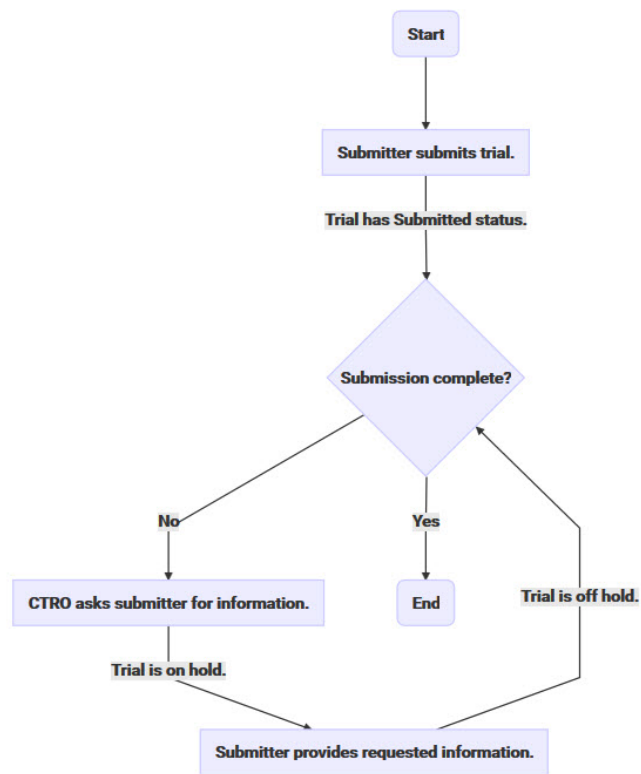 Start
Submitter submits trial.
Trial has Submitted status.
Submission complete?
No
Yes
CTRO asks submitter for information.
End
Trial is off hold.
Trial is on hold.
Submitter provides requested information.